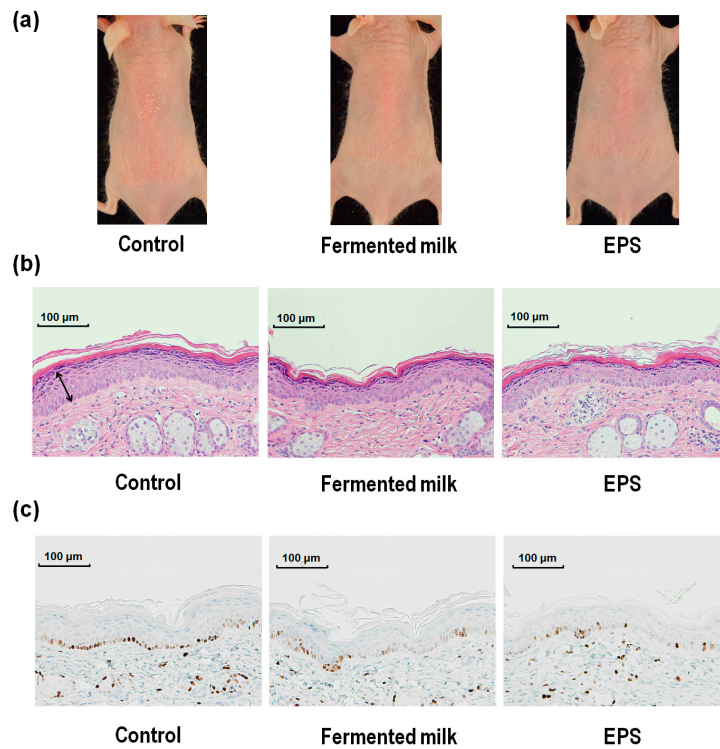 (a)
Control Fermented milk EPS
(b)
100 µm 100 µm 100 µm
Control Fermented milk EPS
(c)
100 µm 100 µm 100 µm
Control Fermented milk EPS